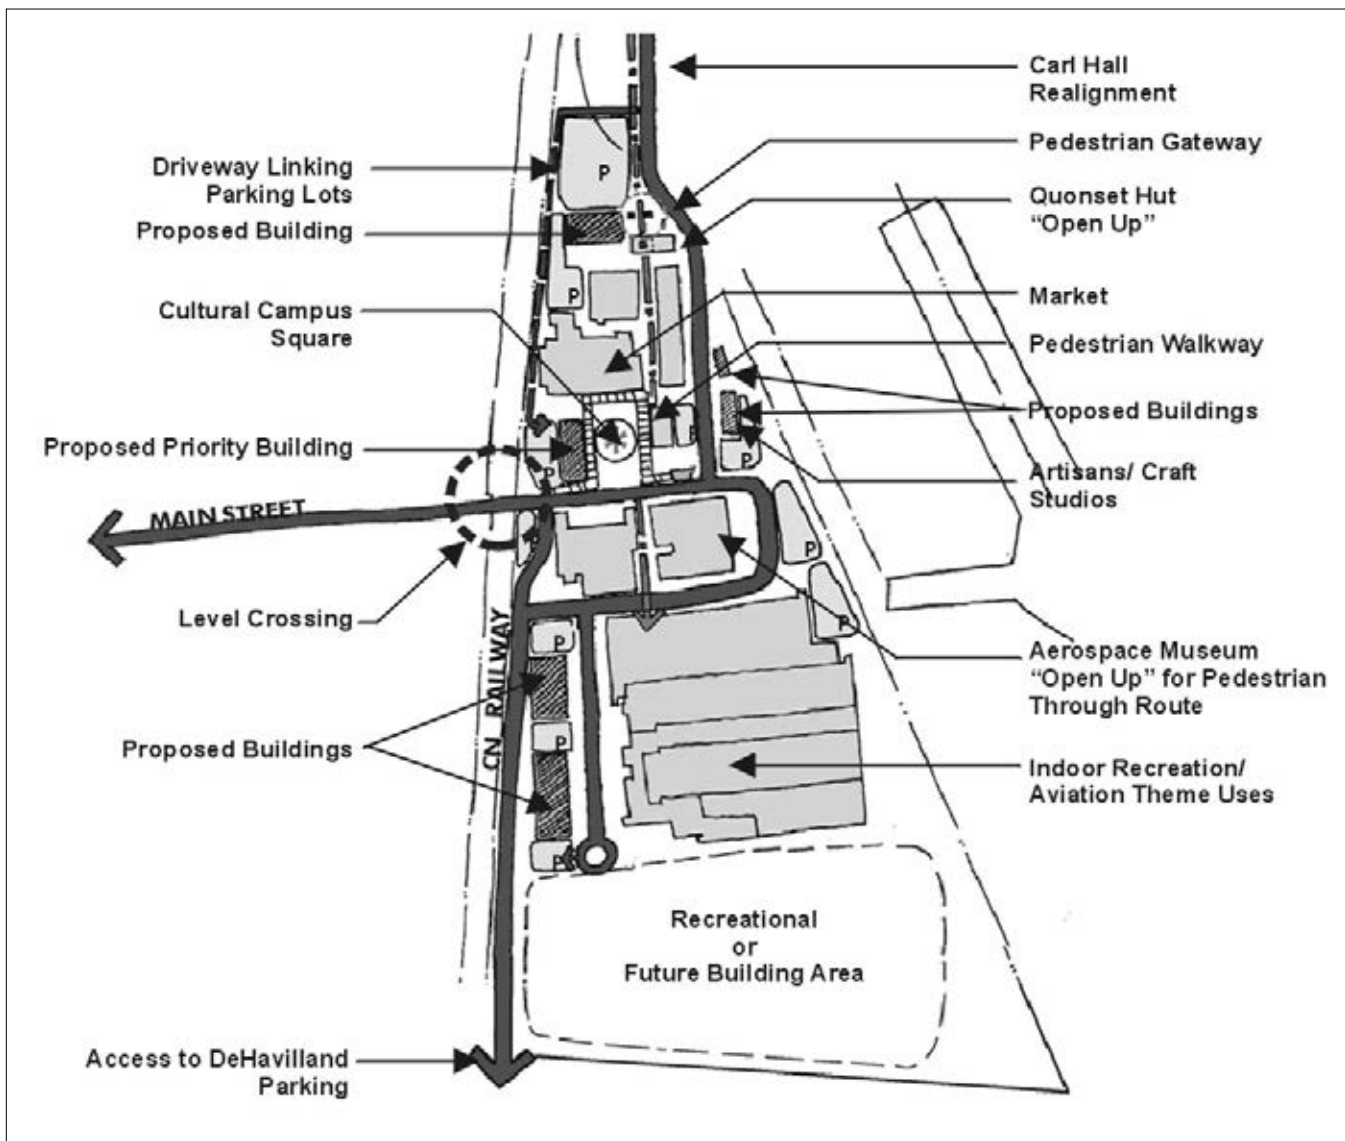 Carl Hall
Realignment
Pedestrian Gateway
Driveway Linking
Parking Lots
P
Quonset Hut
“Open Up”
Proposed Building
P
Market
Cultural Campus
Square
Pedestrian Walkway
Proposed Buildings
Proposed Priority Building
P
P
Artisans/ Craft
Studios
MAIN STREET
P
Level Crossing
P
P
CN RAILWAY
Aerospace Museum
“Open Up” for Pedestrian
Through Route
Proposed Buildings
P
Indoor Recreation/
Aviation Theme Uses
P
Recreational
or
Future Building Area
Access to DeHavilland
Parking